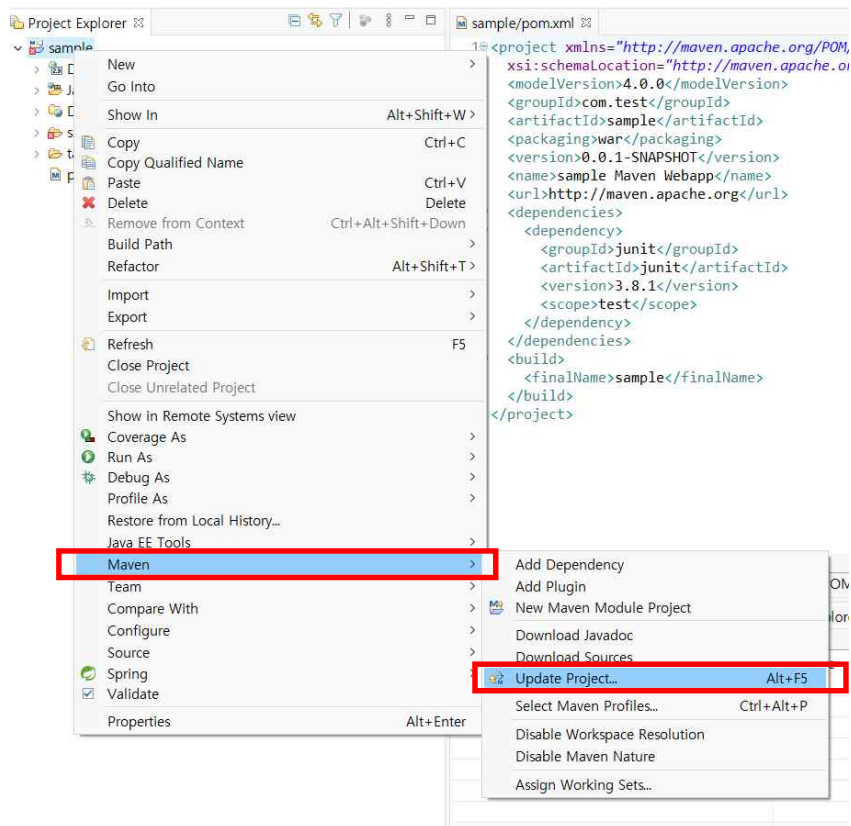 Project Explorer
sample
New
Go Into
Show In Alt+Shift+W >
Copy Ctrl+C
Copy Qualified Name
Paste Ctrl+V
Delete Delete
Remove from Context Ctrl+Alt+Shift+Down
Build Path
Refactor Alt+Shift+T >
Import
Export
Refresh F5
Close Project
Close Unrelated Project
Show in Remote Systems view
Coverage As
Run As
Debug As
Profile As
Restore from Local History...
Java EE Tools
Maven
Team
Compare With
Configure
Source
Spring
Validate
Properties Alt+Enter
sample/pom.xml
1 <project xmlns="http://maven.apache.org/POM/
xsi:schemaLocation="http://maven.apache.or
<modelVersion>4.0.0</modelVersion>
<groupId>com.test</groupId>
<artifactId>sample</artifactId>
<packaging>war</packaging>
<version>0.0.1-SNAPSHOT</version>
<name>sample Maven Webapp</name>
<url>http://maven.apache.org</url>
<dependencies>
<dependency>
<groupId>junit</groupId>
<artifactId>junit</artifactId>
<version>3.8.1</version>
<scope>test</scope>
</dependency>
</dependencies>
<build>
<finalName>sample</finalName>
</build>
</project>
Add Dependency
Add Plugin
New Maven Module Project
Download Javadoc
Download Sources
Update Project... Alt+F5
Select Maven Profiles... Ctrl+Alt+P
Disable Workspace Resolution
Disable Maven Nature
Assign Working Sets...